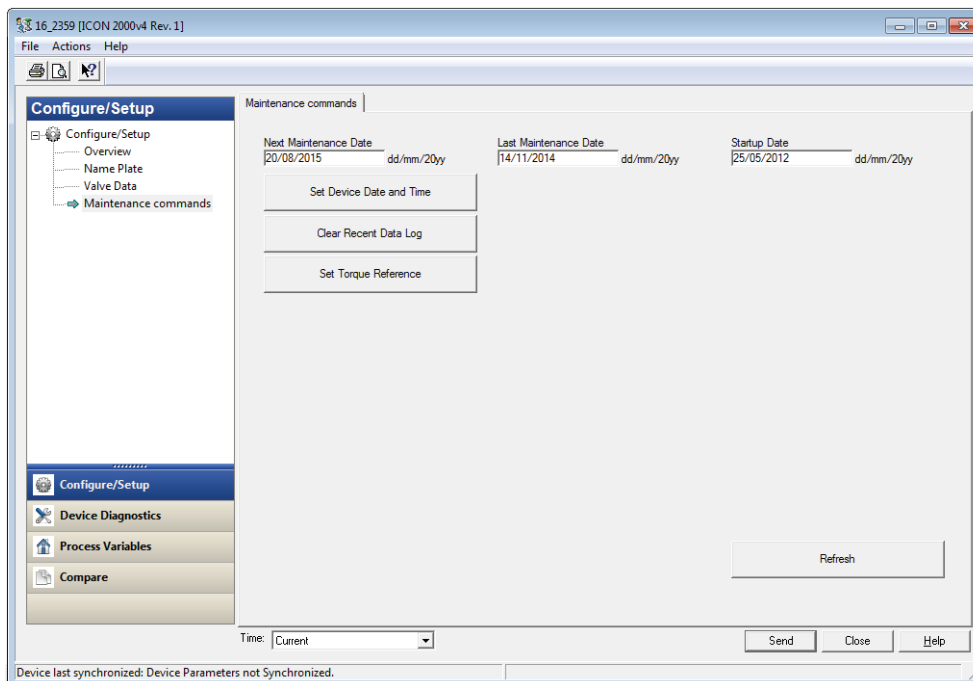 16_2359 [ICON 2000v4 Rev. 1]
File Actions Help
Configure/Setup
Configure/Setup
Overview
Name Plate
Valve Data
Maintenance commands
Configure/Setup
Device Diagnostics
Process Variables
Compare
Maintenance commands
Next Maintenance Date Last Maintenance Date Startup Date
20/08/2015 dd/mm/20yy 14/11/2014 dd/mm/20yy 25/05/2012 dd/mm/20yy
Set Device Date and Time
Clear Recent Data Log
Set Torque Reference
Refresh
Time: Current Send Close Help
Device last synchronized: Device Parameters not Synchronized.